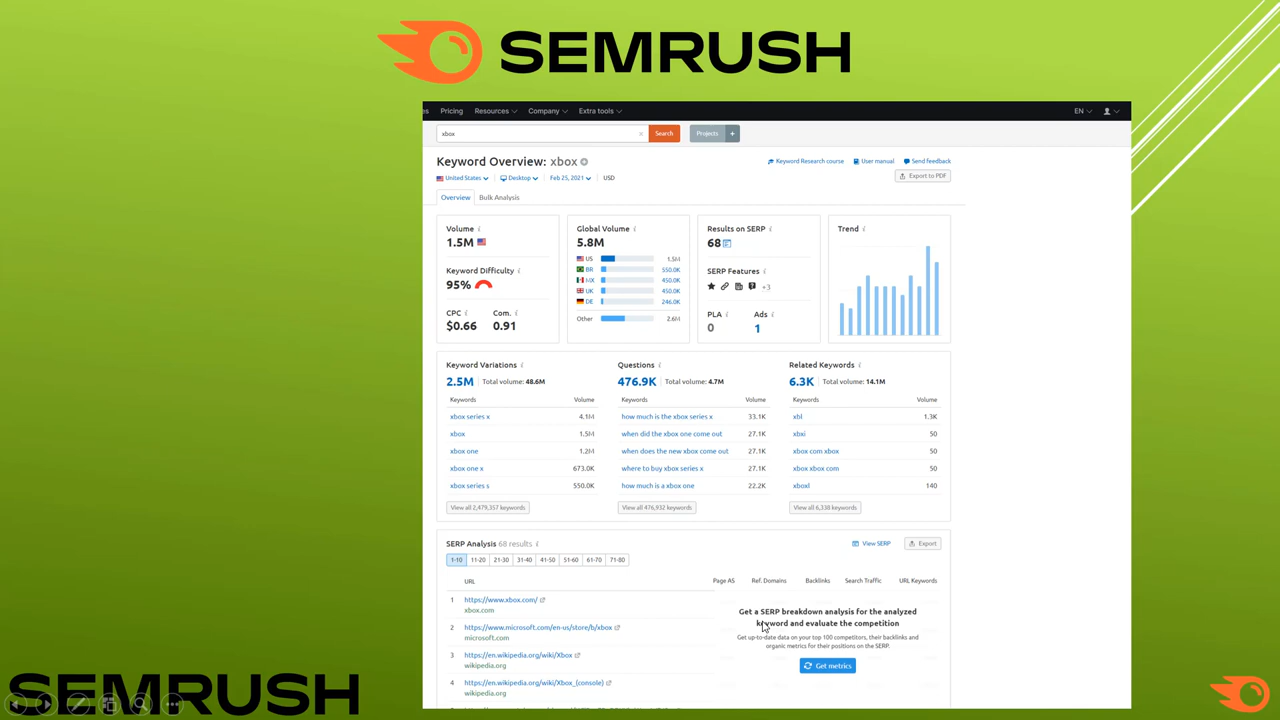 SEMRUSH
es Pricing Resources Company Extra tools EN
xbox Search Projects +
Keyword Overview: xbox
Keyword Research course User manual Send feedback
United States Desktop Feb 25, 2021 USD
Export to PDF
Overview Bulk Analysis
Volume
1.5M
Keyword Difficulty
95%
CPC Com.
$0.66 0.91
Global Volume
5.8M
US 1.5M
BR 550.0K
MX 450.0K
UK 450.0K
DE 246.0K
Other 2.6M
Results on SERP
68
SERP Features
+3
PLA Ads
0 1
Trend
Keyword Variations
2.5M Total volume: 48.6M
Keywords Volume
xbox series x 4.1M
xbox 1.5M
xbox one 1.2M
xbox one x 673.0K
xbox series s 550.0K
View all 2,479,357 keywords
Questions
476.9K Total volume: 4.7M
Keywords Volume
how much is the xbox series x 33.1K
when did the xbox one come out 27.1K
when does the new xbox come out 27.1K
where to buy xbox series x 27.1K
how much is a xbox one 22.2K
View all 476,932 keywords
Related Keywords
6.3K Total volume: 14.1M
Keywords Volume
xbl 1.3K
xbxi 50
xbox com xbox 50
xbox xbox com 50
xboxl 140
View all 6,338 keywords
SERP Analysis 68 results
View SERP Export
1-10 11-20 21-30 31-40 41-50 51-60 61-70 71-80
URL Page AS Ref. Domains Backlinks Search Traffic URL Keywords
1 https://www.xbox.com/
xbox.com
2 https://www.microsoft.com/en-us/store/b/xbox
microsoft.com
3 https://en.wikipedia.org/wiki/Xbox
wikipedia.org
4 https://en.wikipedia.org/wiki/Xbox_(console)
wikipedia.org
Get a SERP breakdown analysis for the analyzed
keyword and evaluate the competition
Get up-to-date data on your top 100 competitors, their backlinks and
organic metrics for their positions on the SERP.
Get metrics
SEMRUSH